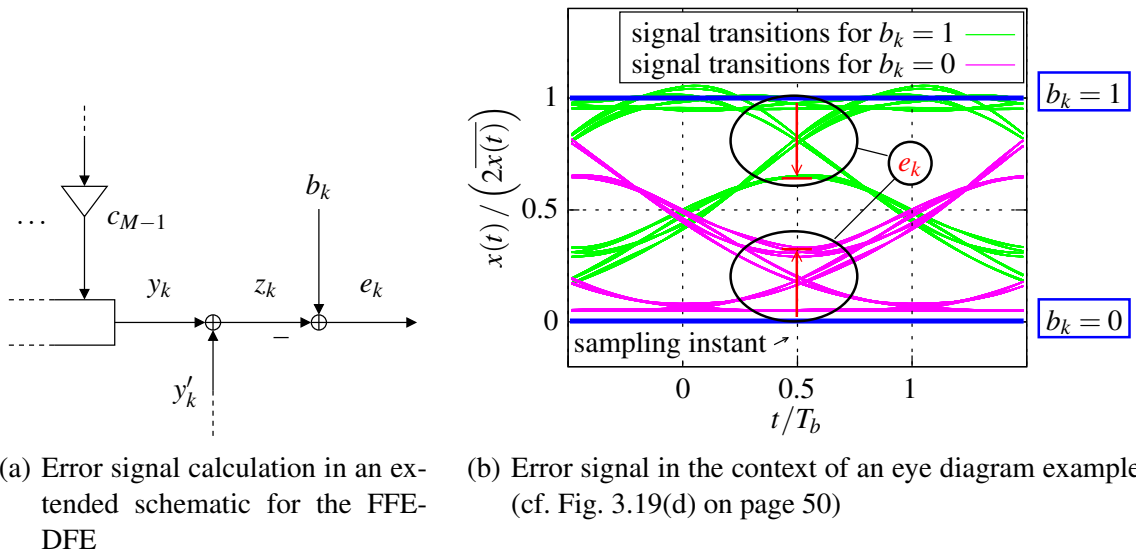 ...
c_{M-1}
b_k
y_k
z_k
e_k
−
y'_k
(a) Error signal calculation in an ex-
tended schematic for the FFE-
DFE
signal transitions for b_k = 1
signal transitions for b_k = 0
x(t) / (2\overline{x(t)})
1
0.5
0
e_k
sampling instant
b_k = 1
b_k = 0
0
0.5
1
t/T_b
(b) Error signal in the context of an eye diagram example
(cf. Fig. 3.19(d) on page 50)